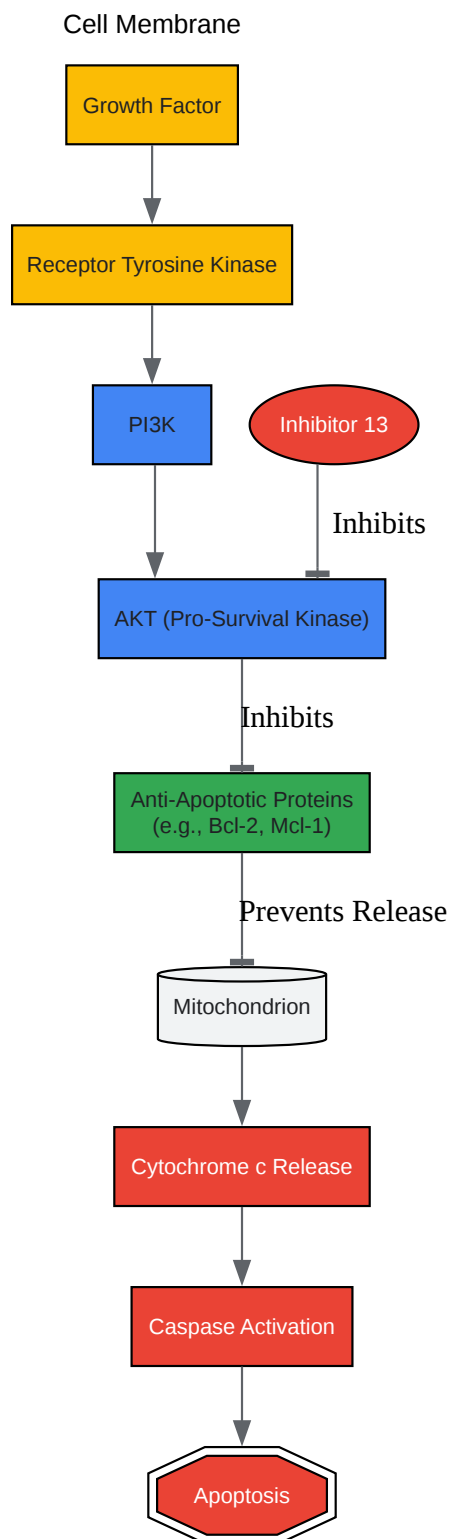 Cell Membrane
Growth Factor
Receptor Tyrosine Kinase
PI3K
Inhibitor 13
Inhibits
AKT (Pro-Survival Kinase)
Inhibits
Anti-Apoptotic Proteins
(e.g., Bcl-2, Mcl-1)
Prevents Release
Mitochondrion
Cytochrome c Release
Caspase Activation
Apoptosis